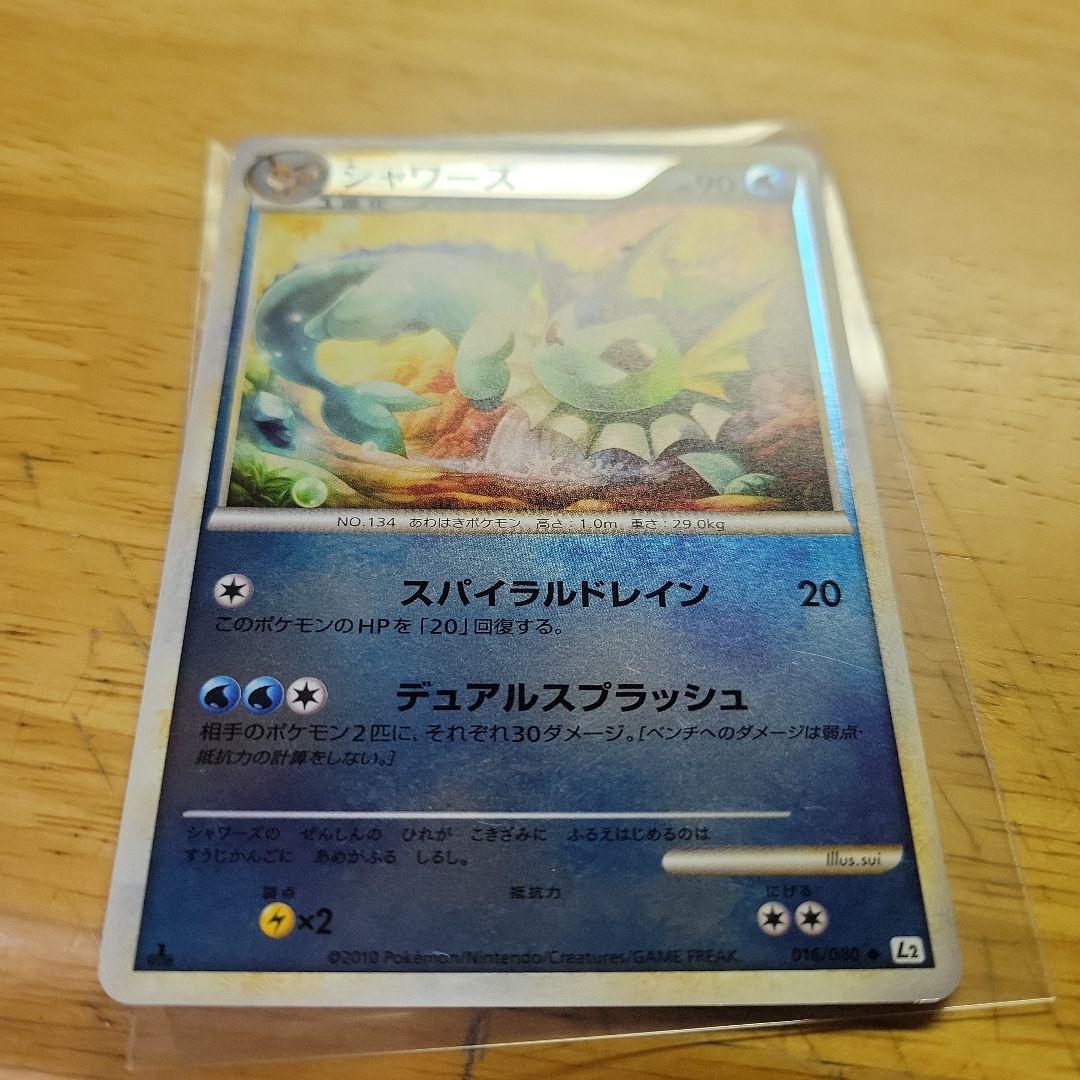 シャワーズ
1進化
90
NO.134 あわはきポケモン 高さ：1.0m 重さ：29.0kg
スパイラルドレイン 20
このポケモンのHPを「20」回復する。
デュアルスプラッシュ
相手のポケモン2匹に、それぞれ30ダメージ。[ベンチへのダメージは弱点・
抵抗力の計算をしない。]
シャワーズの ぜんしんの ひれが こきざみに ふるえはじめるのは
すうじかんごに あめがふる しるし。
Illus.sui
弱点 抵抗力 にげる
×2
©2010 Pokémon/Nintendo/Creatures/GAME FREAK. 016/080 ◆ L2